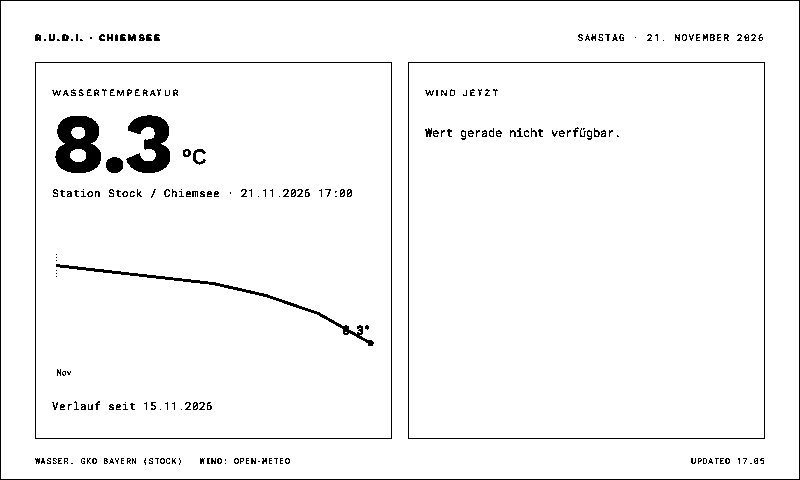 R.U.D.I. · CHIEMSEE
SAMSTAG · 21. NOVEMBER 2026
WASSERTEMPERATUR
8.3 °C
Station Stock / Chiemsee · 21.11.2026 17:00
8.3°
Nov
Verlauf seit 15.11.2026
WIND JETZT
Wert gerade nicht verfügbar.
WASSER: GKD BAYERN (STOCK) WIND: OPEN-METEO
UPDATED 17:05